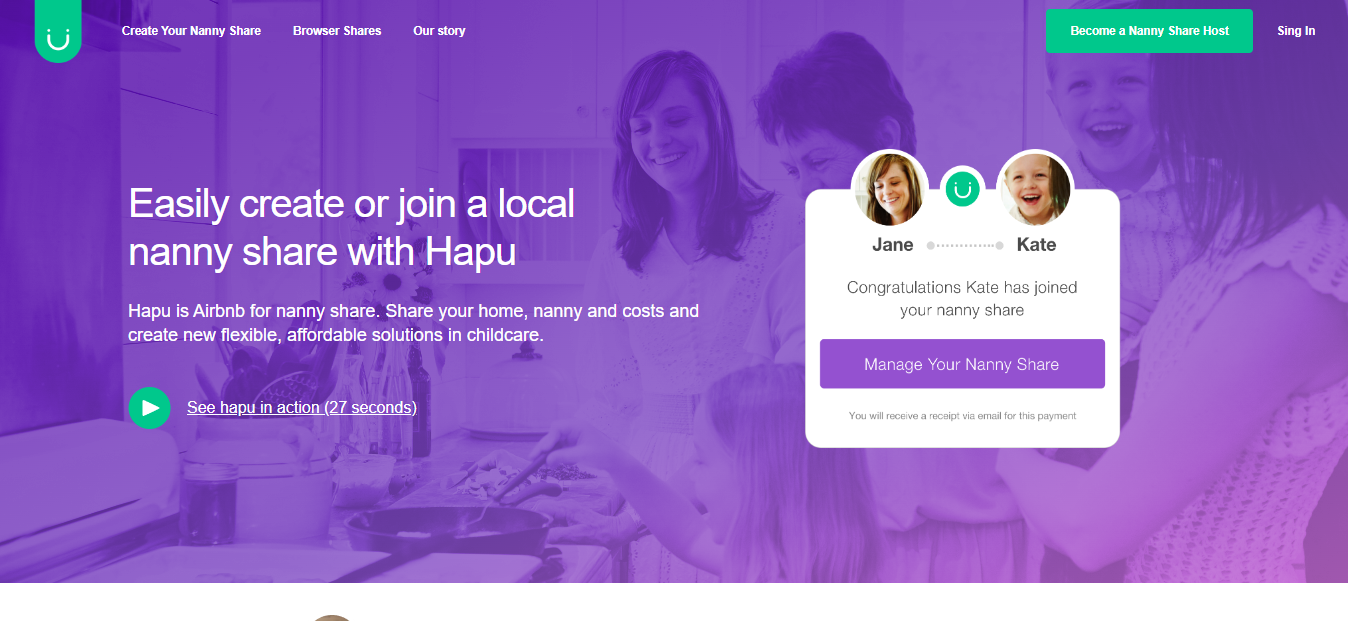 Create Your Nanny Share
Browser Shares
Our story
Become a Nanny Share Host
Sing In
Easily create or join a local
nanny share with Hapu
Hapu is Airbnb for nanny share. Share your home, nanny and costs and
create new flexible, affordable solutions in childcare.
See hapu in action (27 seconds)
Jane
Kate
Congratulations Kate has joined
your nanny share
Manage Your Nanny Share
You will receive a receipt via email for this payment